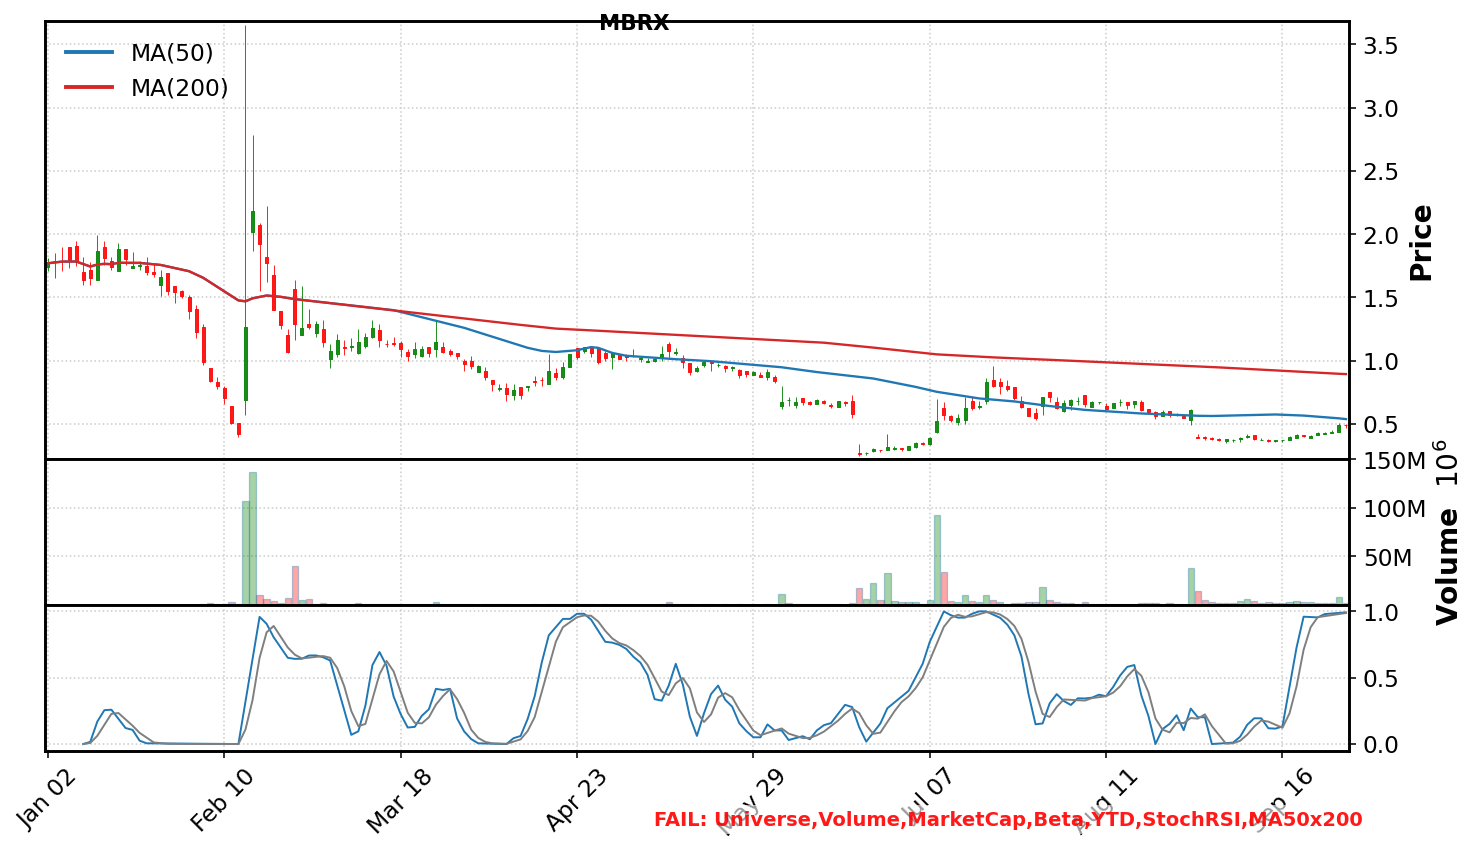 MBRX
MA(50)
MA(200)
3.5
3.0
2.5
2.0
1.5
1.0
0.5
Price
150M
100M
50M
Volume 10^6
1.0
0.5
0.0
Jan 02
Feb 10
Mar 18
Apr 23
May 29
Jul 07
Aug 11
Sep 16
FAIL: Universe,Volume,MarketCap,Beta,YTD,StochRSI,MA50x200